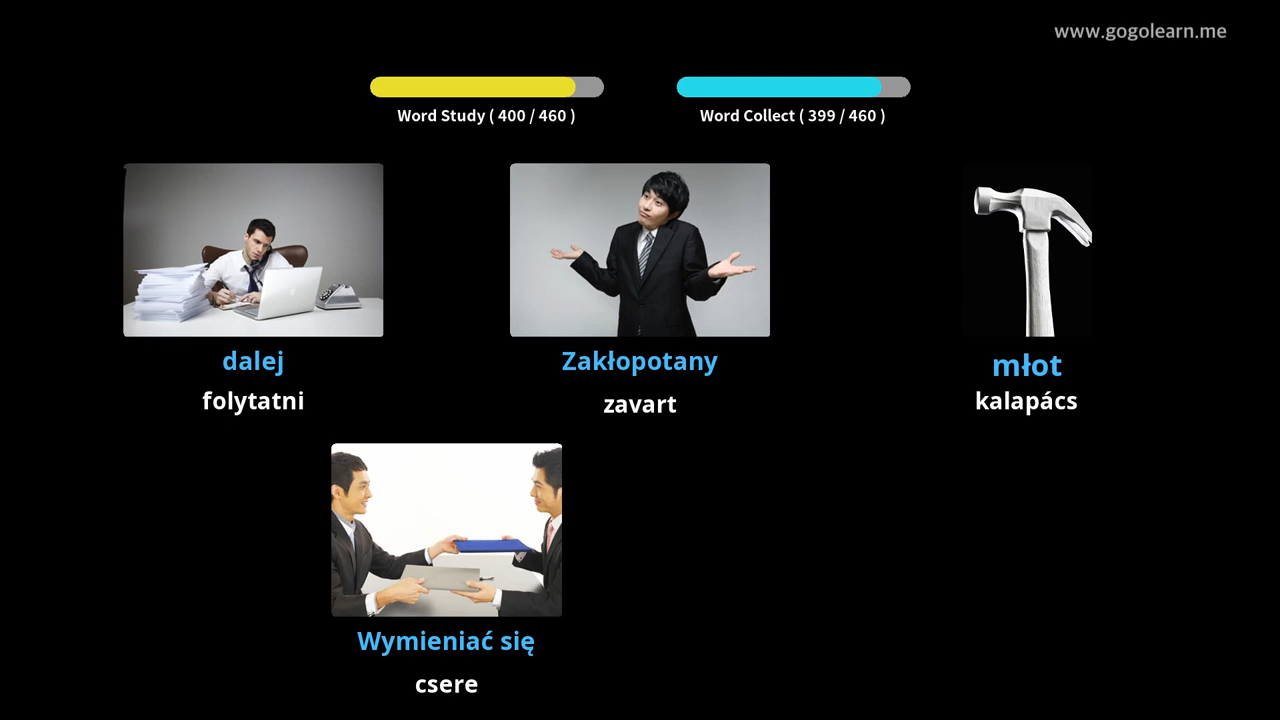 www.gogolearn.me
Word Study ( 400 / 460 )
Word Collect ( 399 / 460 )
dalej
folytatni
Zakłopotany
zavart
młot
kalapács
Wymieniać się
csere